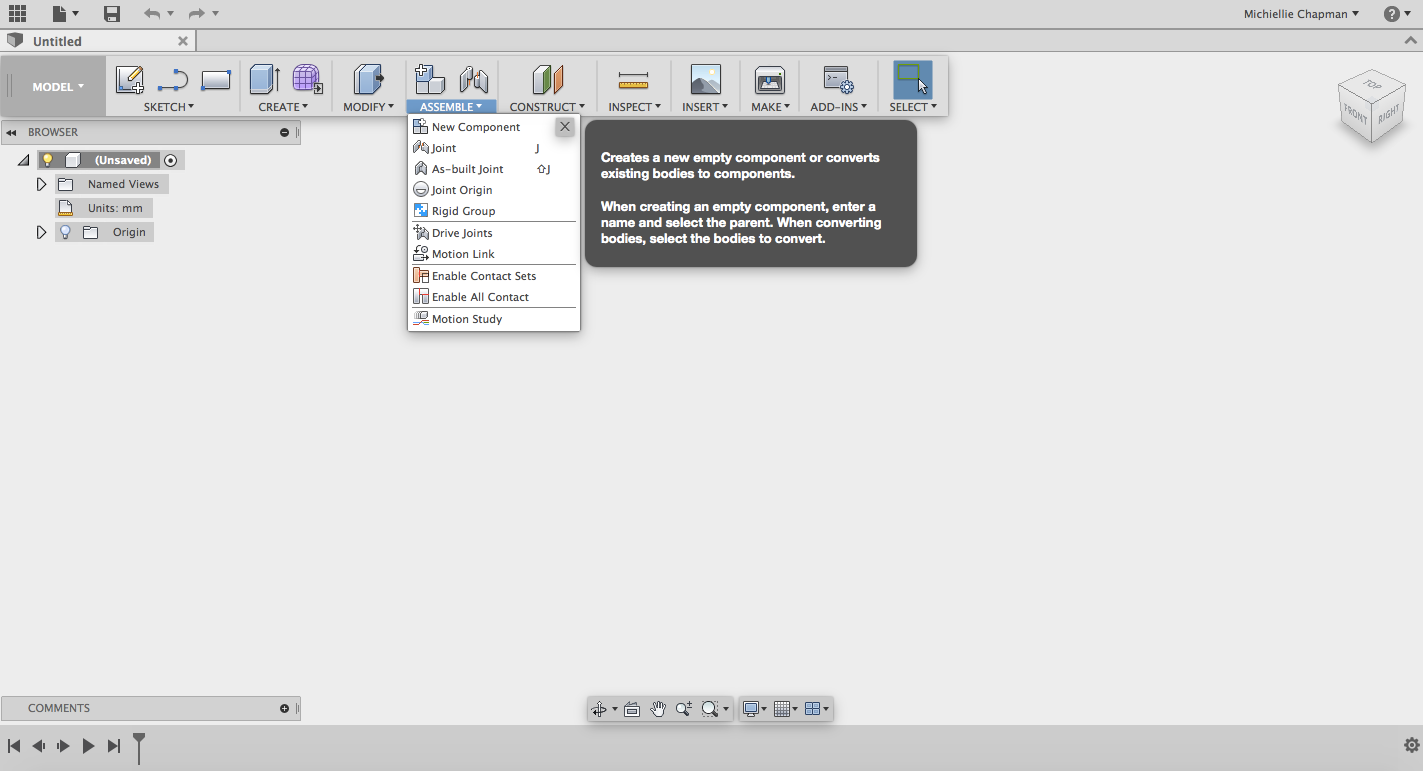 Michiellie Chapman
?
Untitled
MODEL
SKETCH
CREATE
MODIFY
ASSEMBLE
CONSTRUCT
INSPECT
INSERT
MAKE
ADD-INS
SELECT
TOP
FRONT
RIGHT
BROWSER
(Unsaved)
Named Views
Units: mm
Origin
New Component
Joint J
As-built Joint ⇧J
Joint Origin
Rigid Group
Drive Joints
Motion Link
Enable Contact Sets
Enable All Contact
Motion Study
Creates a new empty component or converts
existing bodies to components.
When creating an empty component, enter a
name and select the parent. When converting
bodies, select the bodies to convert.
COMMENTS